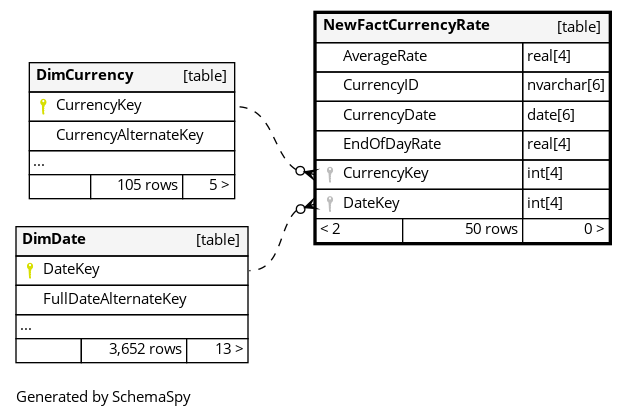 NewFactCurrencyRate [table]
AverageRate real[4]
CurrencyID nvarchar[6]
CurrencyDate date[6]
EndOfDayRate real[4]
CurrencyKey int[4]
DateKey int[4]
< 2 50 rows 0 >
DimCurrency [table]
CurrencyKey
CurrencyAlternateKey
...
105 rows 5 >
DimDate [table]
DateKey
FullDateAlternateKey
...
3,652 rows 13 >
Generated by SchemaSpy